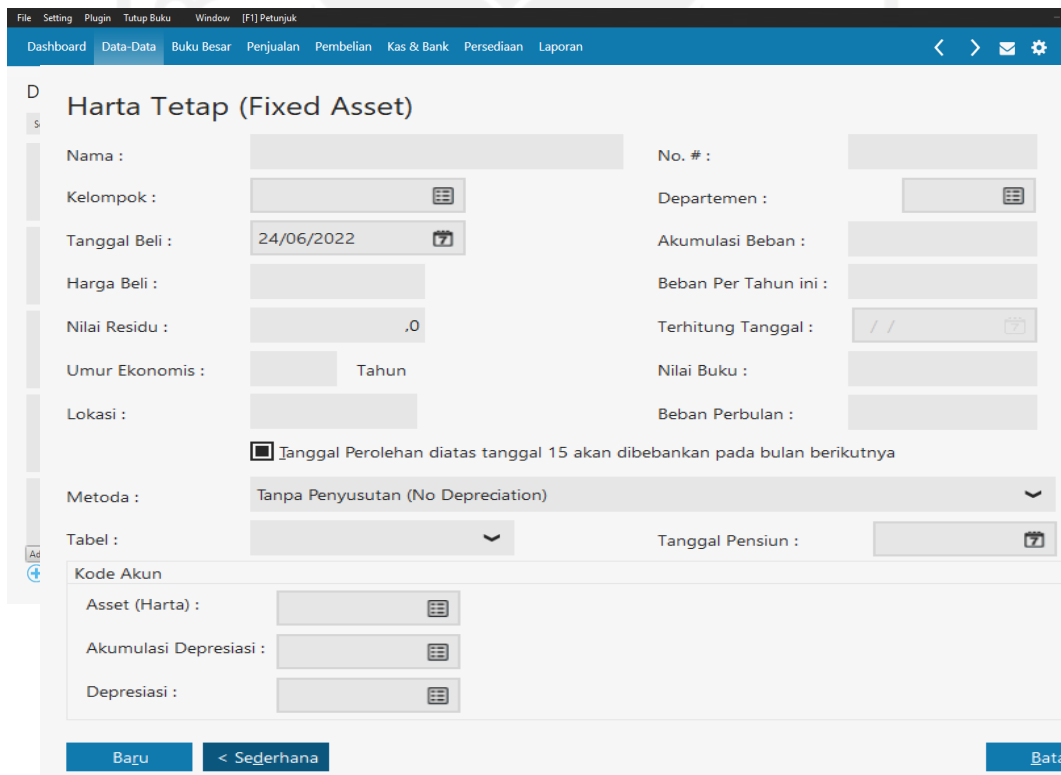 File Setting Plugin Tutup Buku Window [F1] Petunjuk
Dashboard Data-Data Buku Besar Penjualan Pembelian Kas & Bank Persediaan Laporan
D
Harta Tetap (Fixed Asset)
Nama : No. # :
Kelompok : Departemen :
Tanggal Beli : 24/06/2022 Akumulasi Beban :
Harga Beli : Beban Per Tahun ini :
Nilai Residu : ,0 Terhitung Tanggal : / /
Umur Ekonomis : Tahun Nilai Buku :
Lokasi : Beban Perbulan :
Tanggal Perolehan diatas tanggal 15 akan dibebankan pada bulan berikutnya
Metoda : Tanpa Penyusutan (No Depreciation)
Tabel : Tanggal Pensiun :
Ad
Kode Akun
Asset (Harta) :
Akumulasi Depresiasi :
Depresiasi :
Baru < Sederhana Bata